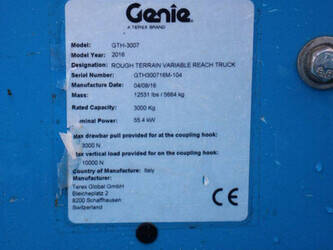 Genie
A TEREX BRAND
Model: GTH-3007
Model Year: 2016
Designation: ROUGH TERRAIN VARIABLE REACH TRUCK
Serial Number: GTH300716M-104
Manufacture Date: 04/08/16
Mass: 12531 lbs / 5684 kg
Rated Capacity: 3000 Kg
ominal Power: 55.4 kW
ax drawbar pull provided for at the coupling hook:
3000 N
ax vertical load provided for on the coupling hook:
10000 N
Country of Manufacture: Italy
Manufacturer:
Terex Global GmbH
Bleicheplatz 2
8200 Schaffhausen
Switzerland
CE